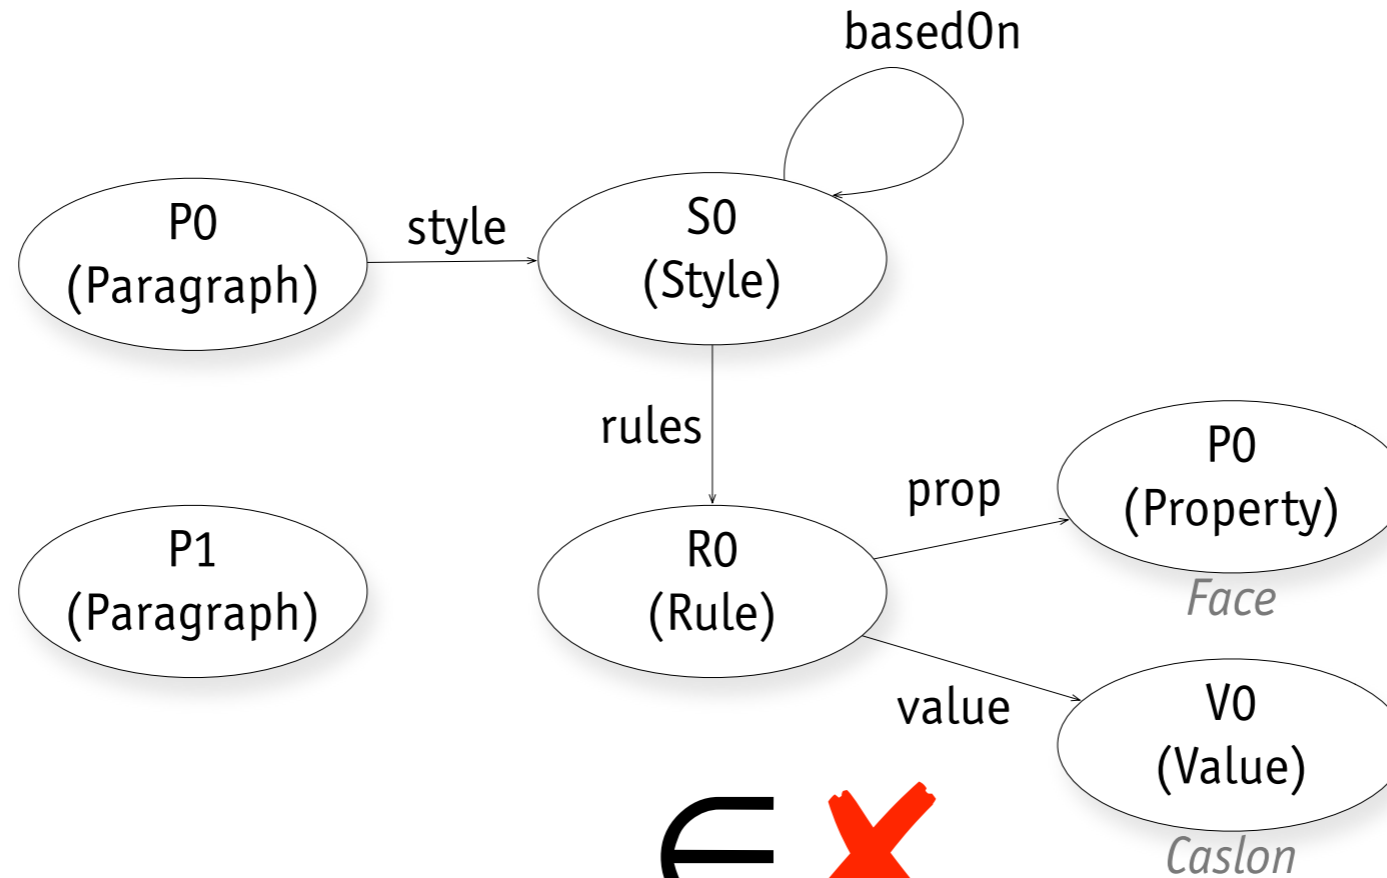 basedOn
P0
(Paragraph)
style
S0
(Style)
rules
prop
P0
(Property)
Face
P1
(Paragraph)
R0
(Rule)
value
V0
(Value)
Caslon
∈